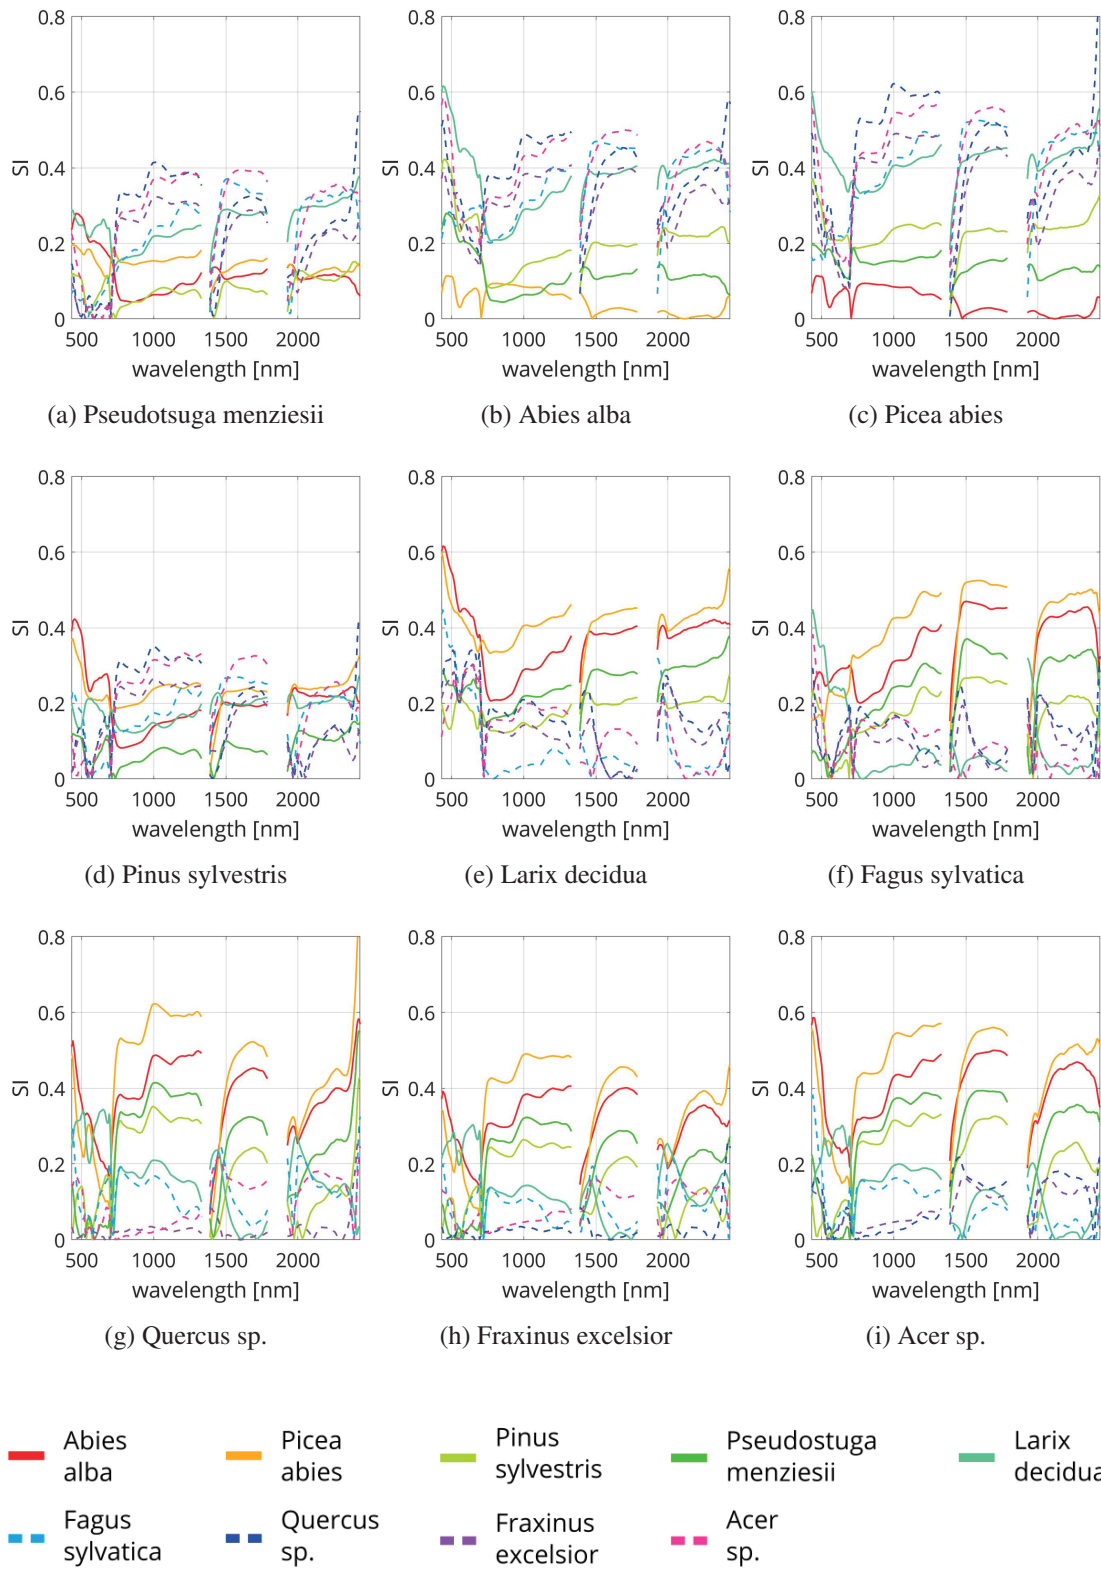 0.8
0.6
0.4
0.2
0
SI
500 1000 1500 2000
wavelength [nm]
(a) Pseudotsuga menziesii
0.8
0.6
0.4
0.2
0
SI
500 1000 1500 2000
wavelength [nm]
(b) Abies alba
0.8
0.6
0.4
0.2
0
SI
500 1000 1500 2000
wavelength [nm]
(c) Picea abies
0.8
0.6
0.4
0.2
0
SI
500 1000 1500 2000
wavelength [nm]
(d) Pinus sylvestris
0.8
0.6
0.4
0.2
0
SI
500 1000 1500 2000
wavelength [nm]
(e) Larix decidua
0.8
0.6
0.4
0.2
0
SI
500 1000 1500 2000
wavelength [nm]
(f) Fagus sylvatica
0.8
0.6
0.4
0.2
0
SI
500 1000 1500 2000
wavelength [nm]
(g) Quercus sp.
0.8
0.6
0.4
0.2
0
SI
500 1000 1500 2000
wavelength [nm]
(h) Fraxinus excelsior
0.8
0.6
0.4
0.2
0
SI
500 1000 1500 2000
wavelength [nm]
(i) Acer sp.
Abies
alba
Picea
abies
Pinus
sylvestris
Pseudostuga
menziesii
Larix
decidua
Fagus
sylvatica
Quercus
sp.
Fraxinus
excelsior
Acer
sp.